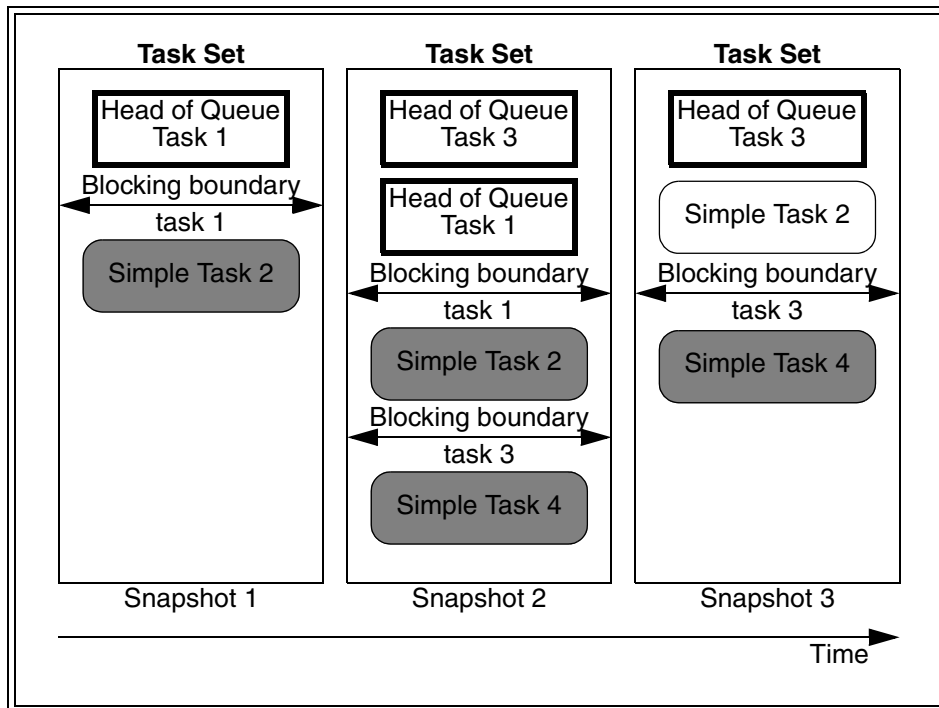 Task Set
Head of Queue
Task 1
Blocking boundary
task 1
Simple Task 2
Snapshot 1
Task Set
Head of Queue
Task 3
Head of Queue
Task 1
Blocking boundary
task 1
Simple Task 2
Blocking boundary
task 3
Simple Task 4
Snapshot 2
Task Set
Head of Queue
Task 3
Simple Task 2
Blocking boundary
task 3
Simple Task 4
Snapshot 3
Time